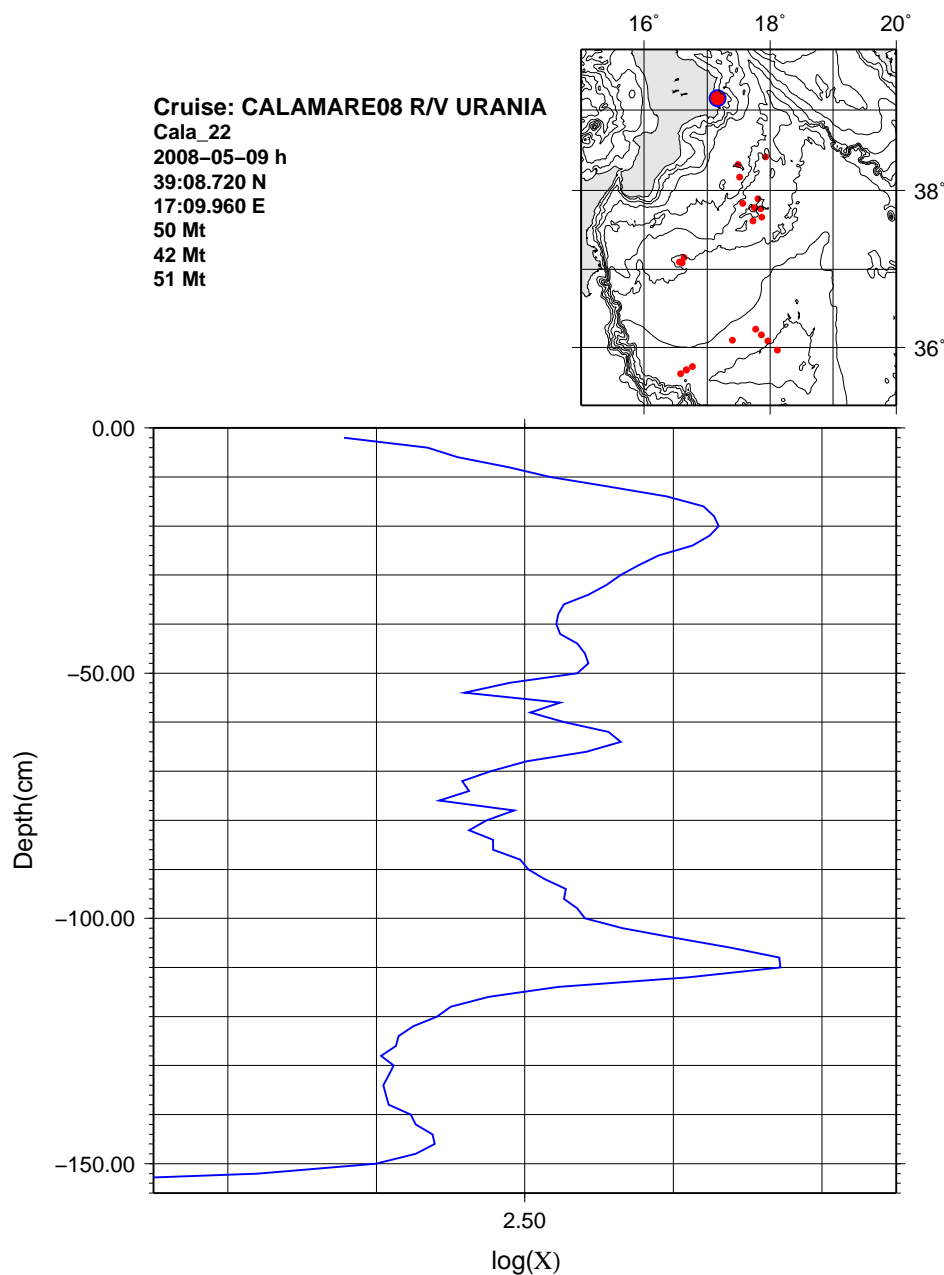 16° 18° 20°
Cruise: CALAMARE08 R/V URANIA
Cala_22
2008−05−09 h
39:08.720 N
17:09.960 E
50 Mt
42 Mt
51 Mt
38°
36°
0.00
−50.00
−100.00
−150.00
Depth(cm)
2.50
log(X)